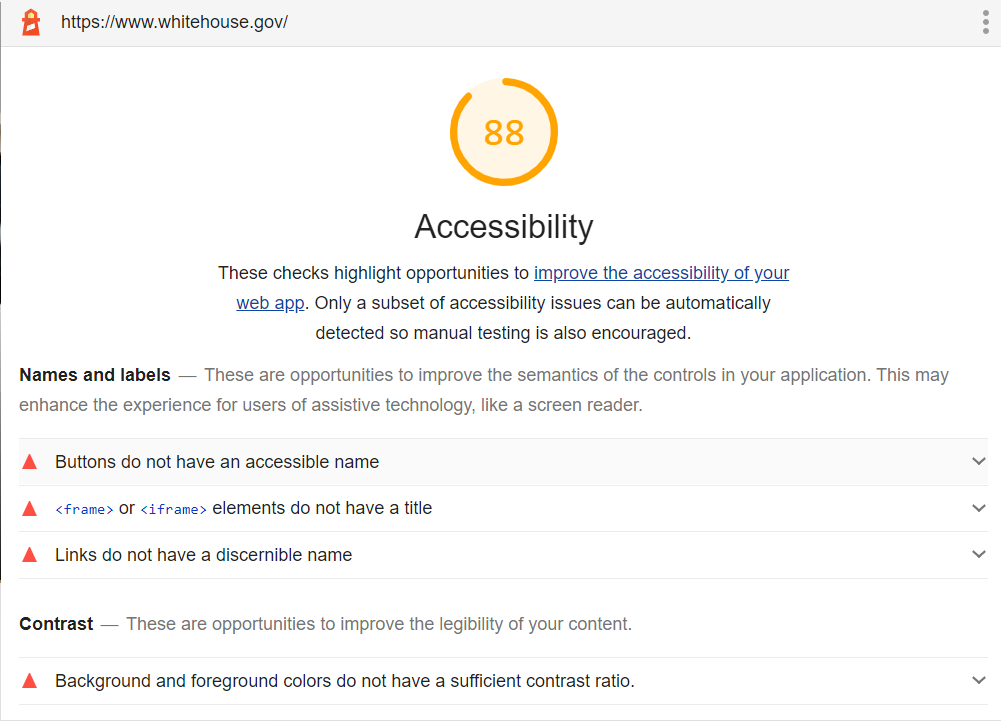 https://www.whitehouse.gov/
88
Accessibility
These checks highlight opportunities to improve the accessibility of your
web app. Only a subset of accessibility issues can be automatically
detected so manual testing is also encouraged.
Names and labels — These are opportunities to improve the semantics of the controls in your application. This may
enhance the experience for users of assistive technology, like a screen reader.
Buttons do not have an accessible name
<frame> or <iframe> elements do not have a title
Links do not have a discernible name
Contrast — These are opportunities to improve the legibility of your content.
Background and foreground colors do not have a sufficient contrast ratio.